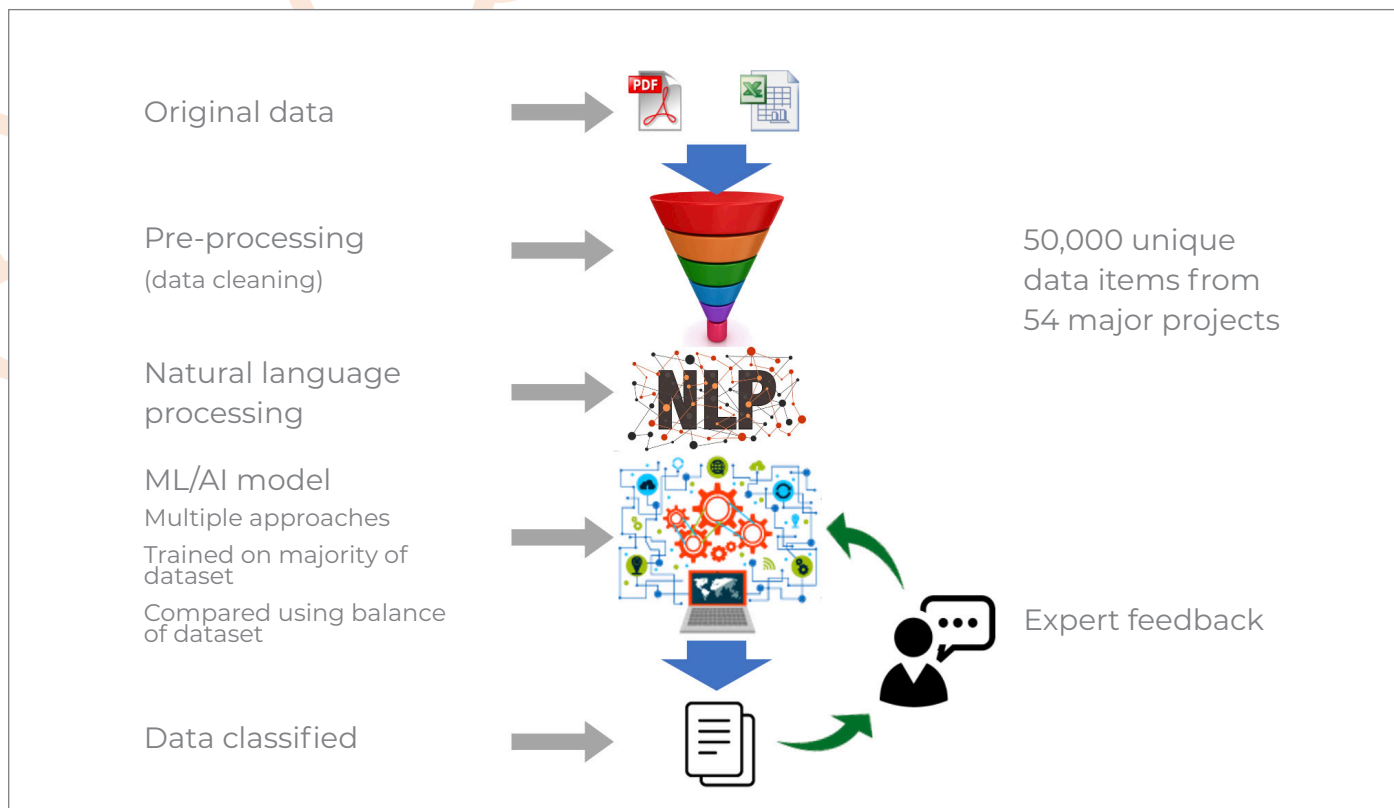 Original data
PDF
Pre-processing
(data cleaning)
50,000 unique
data items from
54 major projects
Natural language
processing
NLP
ML/AI model
Multiple approaches
Trained on majority of
dataset
Compared using balance
of dataset
Expert feedback
Data classified